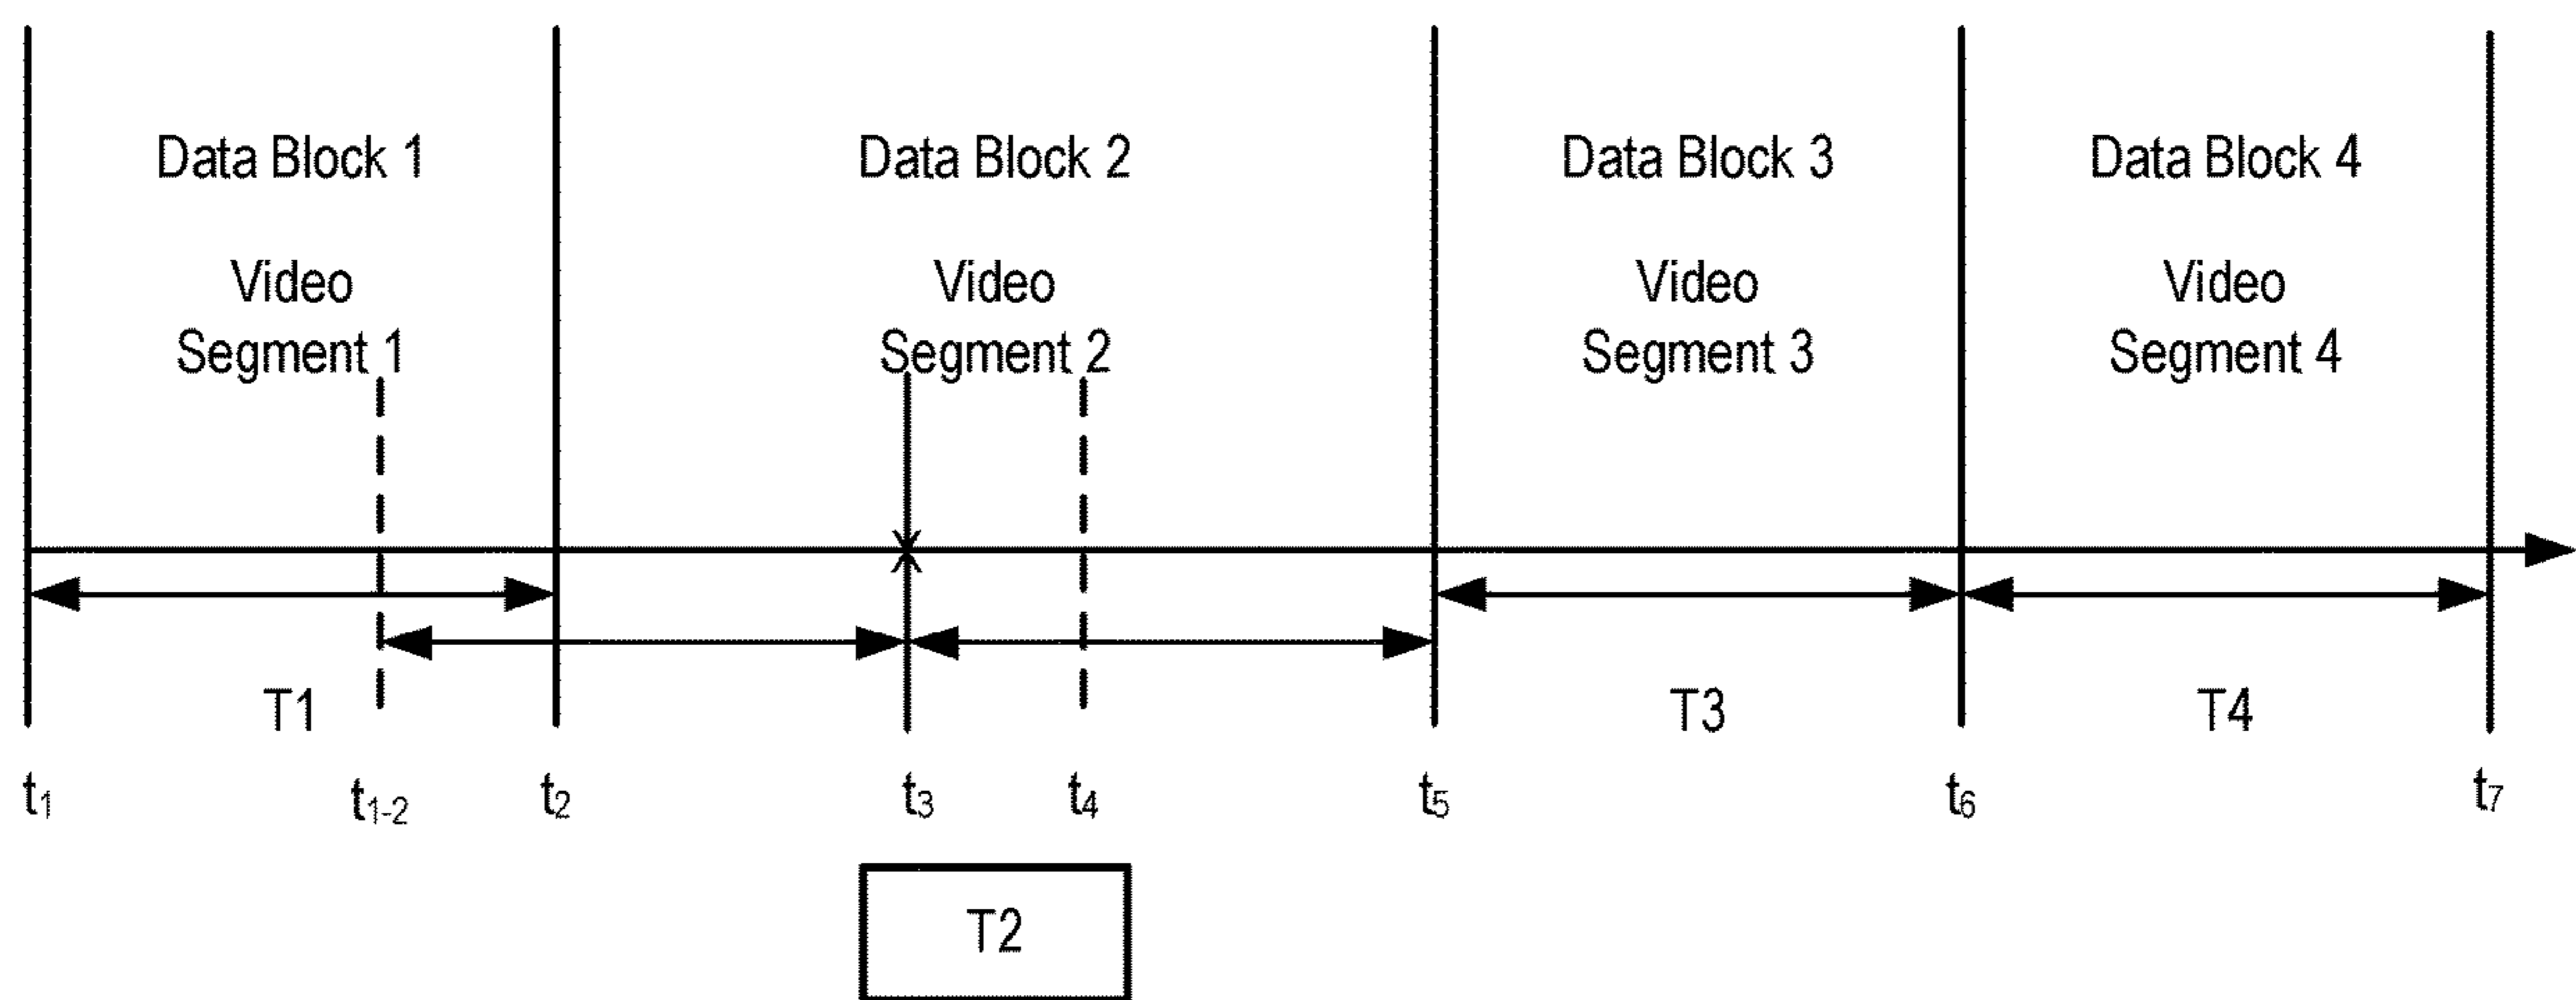 Data Block 1
Data Block 2
Data Block 3
Data Block 4
Video
Segment 1
Video
Segment 2
Video
Segment 3
Video
Segment 4
T1
T3
T4
t1
t1-2
t2
t3
t4
t5
t6
t7
T2